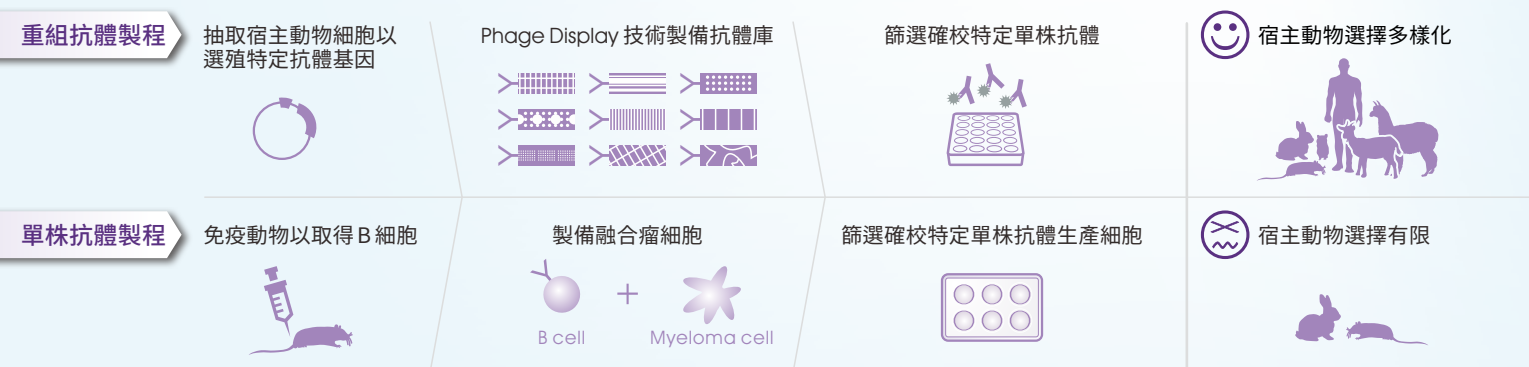 重組抗體製程
抽取宿主動物細胞以
選殖特定抗體基因
Phage Display 技術製備抗體庫
篩選確校特定單株抗體
宿主動物選擇多樣化
單株抗體製程
免疫動物以取得 B 細胞
製備融合瘤細胞
B cell
+
Myeloma cell
篩選確校特定單株抗體生產細胞
宿主動物選擇有限